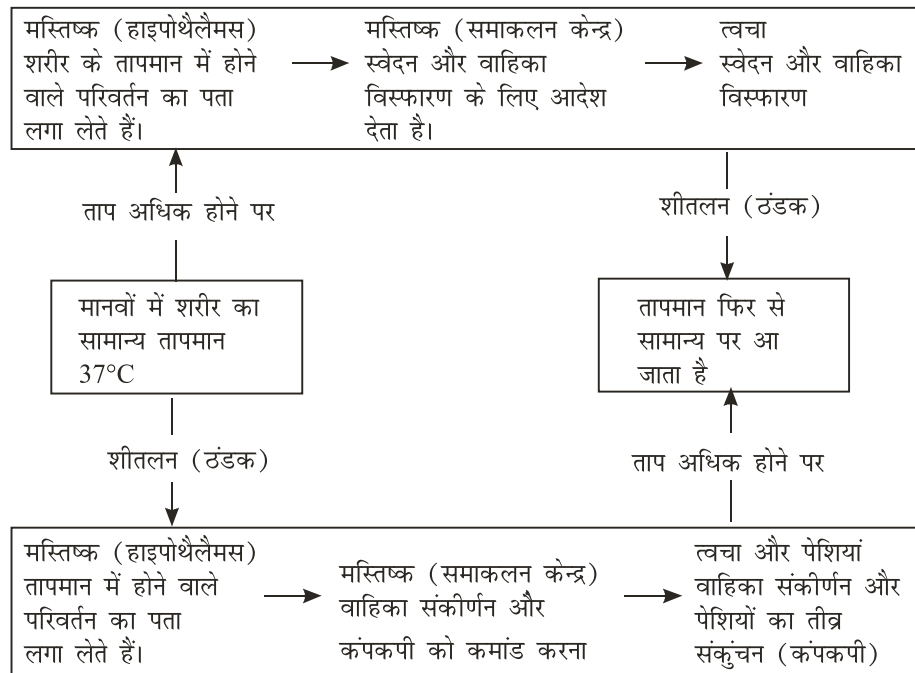 मस्तिष्क (हाइपोथैलैमस)
शरीर के तापमान में होने
वाले परिवर्तन का पता
लगा लेते हैं।
मस्तिष्क (समाकलन केन्द्र)
स्वेदन और वाहिका
विस्फारण के लिए आदेश
देता है।
त्वचा
स्वेदन और वाहिका
विस्फारण
ताप अधिक होने पर
शीतलन (ठंडक)
मानवों में शरीर का
सामान्य तापमान
37°C
तापमान फिर से
सामान्य पर आ
जाता है
शीतलन (ठंडक)
ताप अधिक होने पर
मस्तिष्क (हाइपोथैलैमस)
तापमान में होने वाले
परिवर्तन का पता
लगा लेते हैं।
मस्तिष्क (समाकलन केन्द्र)
वाहिका संकीर्णन और
कंपकपी को कमांड करना
त्वचा और पेशियां
वाहिका संकीर्णन और
पेशियों का तीव्र
संकुंचन (कंपकपी)